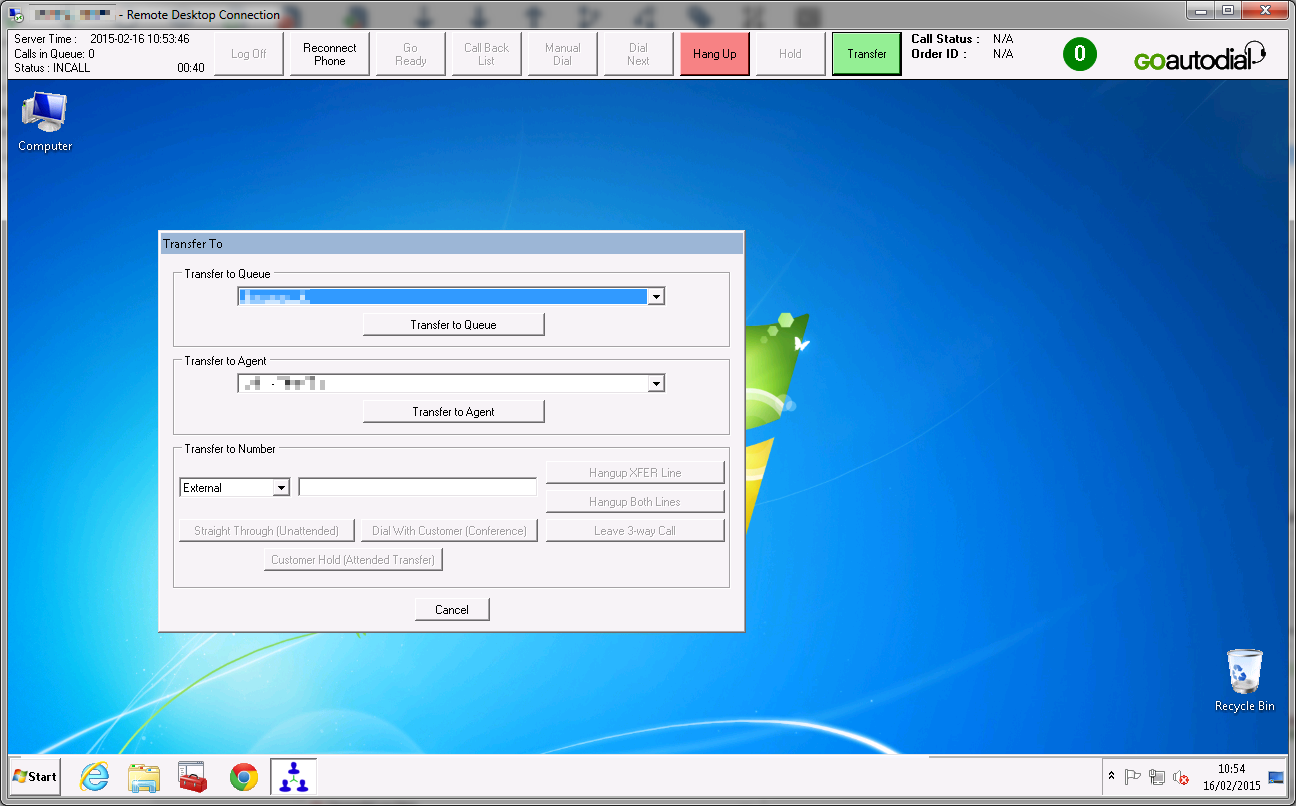 - Remote Desktop Connection
Server Time : 2015-02-16 10:53:46
Calls in Queue: 0
Status : INCALL 00:40
Log Off
Reconnect
Phone
Go
Ready
Call Back
List
Manual
Dial
Dial
Next
Hang Up
Hold
Transfer
Call Status : N/A
Order ID : N/A
0
GOautodial
Computer
Transfer To
Transfer to Queue
Transfer to Queue
Transfer to Agent
-
Transfer to Agent
Transfer to Number
External
Hangup XFER Line
Hangup Both Lines
Straight Through (Unattended)
Dial With Customer (Conference)
Leave 3-way Call
Customer Hold (Attended Transfer)
Cancel
Recycle Bin
Start
10:54
16/02/2015